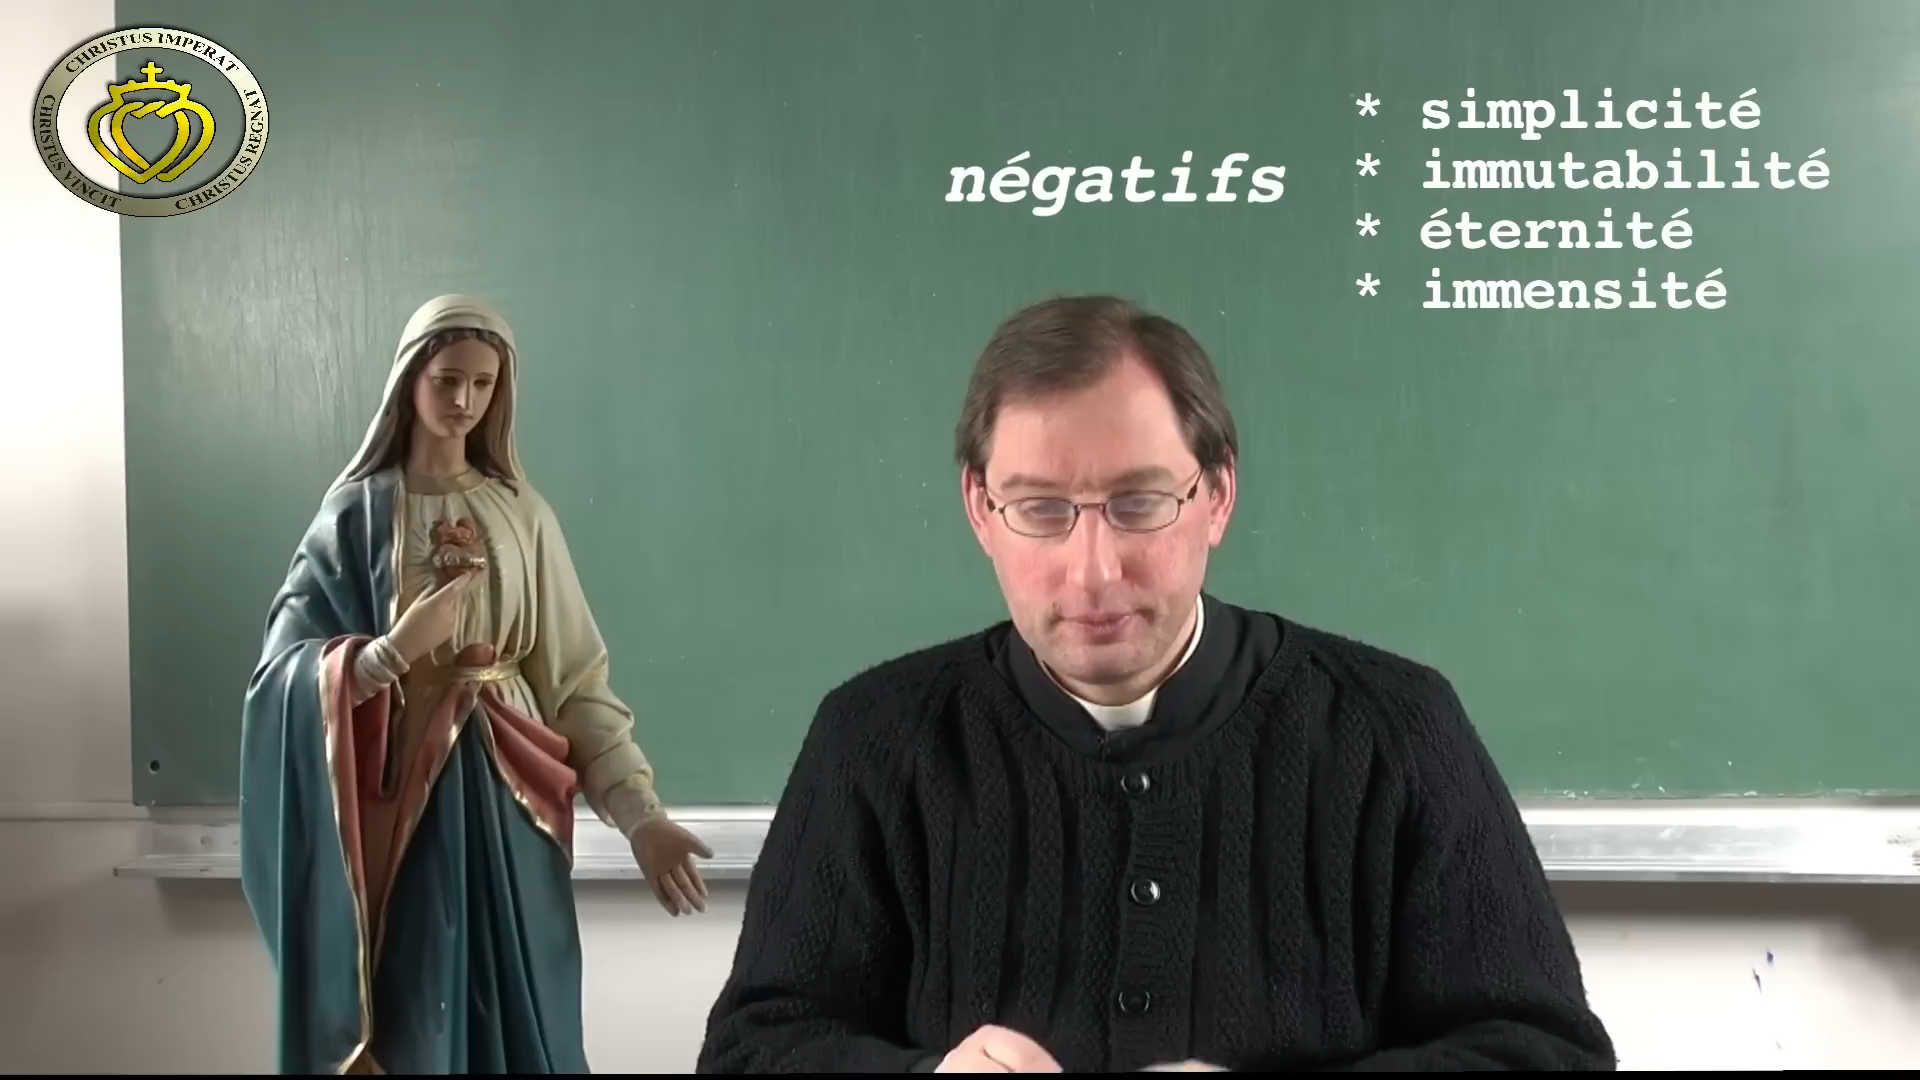 CHRISTUS VINCIT
CHRISTUS IMPERAT
CHRISTUS REGNAT
négatifs
* simplicité
* immutabilité
* éternité
* immensité